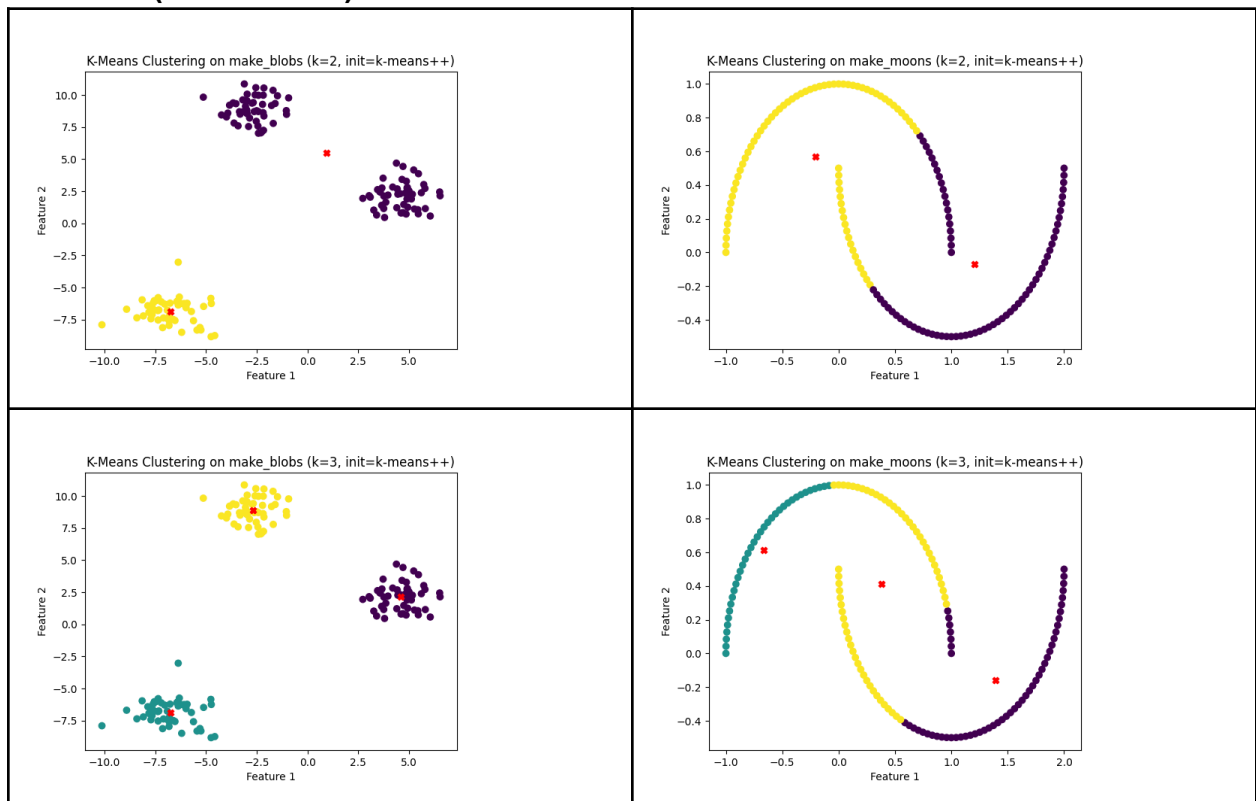 K-Means Clustering on make_blobs (k=2, init=k-means++)
10.0
7.5
5.0
2.5
0.0
−2.5
−5.0
−7.5
Feature 2
−10.0 −7.5 −5.0 −2.5 0.0 2.5 5.0
Feature 1
K-Means Clustering on make_moons (k=2, init=k-means++)
1.0
0.8
0.6
0.4
0.2
0.0
−0.2
−0.4
Feature 2
−1.0 −0.5 0.0 0.5 1.0 1.5 2.0
Feature 1
K-Means Clustering on make_blobs (k=3, init=k-means++)
10.0
7.5
5.0
2.5
0.0
−2.5
−5.0
−7.5
Feature 2
−10.0 −7.5 −5.0 −2.5 0.0 2.5 5.0
Feature 1
K-Means Clustering on make_moons (k=3, init=k-means++)
1.0
0.8
0.6
0.4
0.2
0.0
−0.2
−0.4
Feature 2
−1.0 −0.5 0.0 0.5 1.0 1.5 2.0
Feature 1